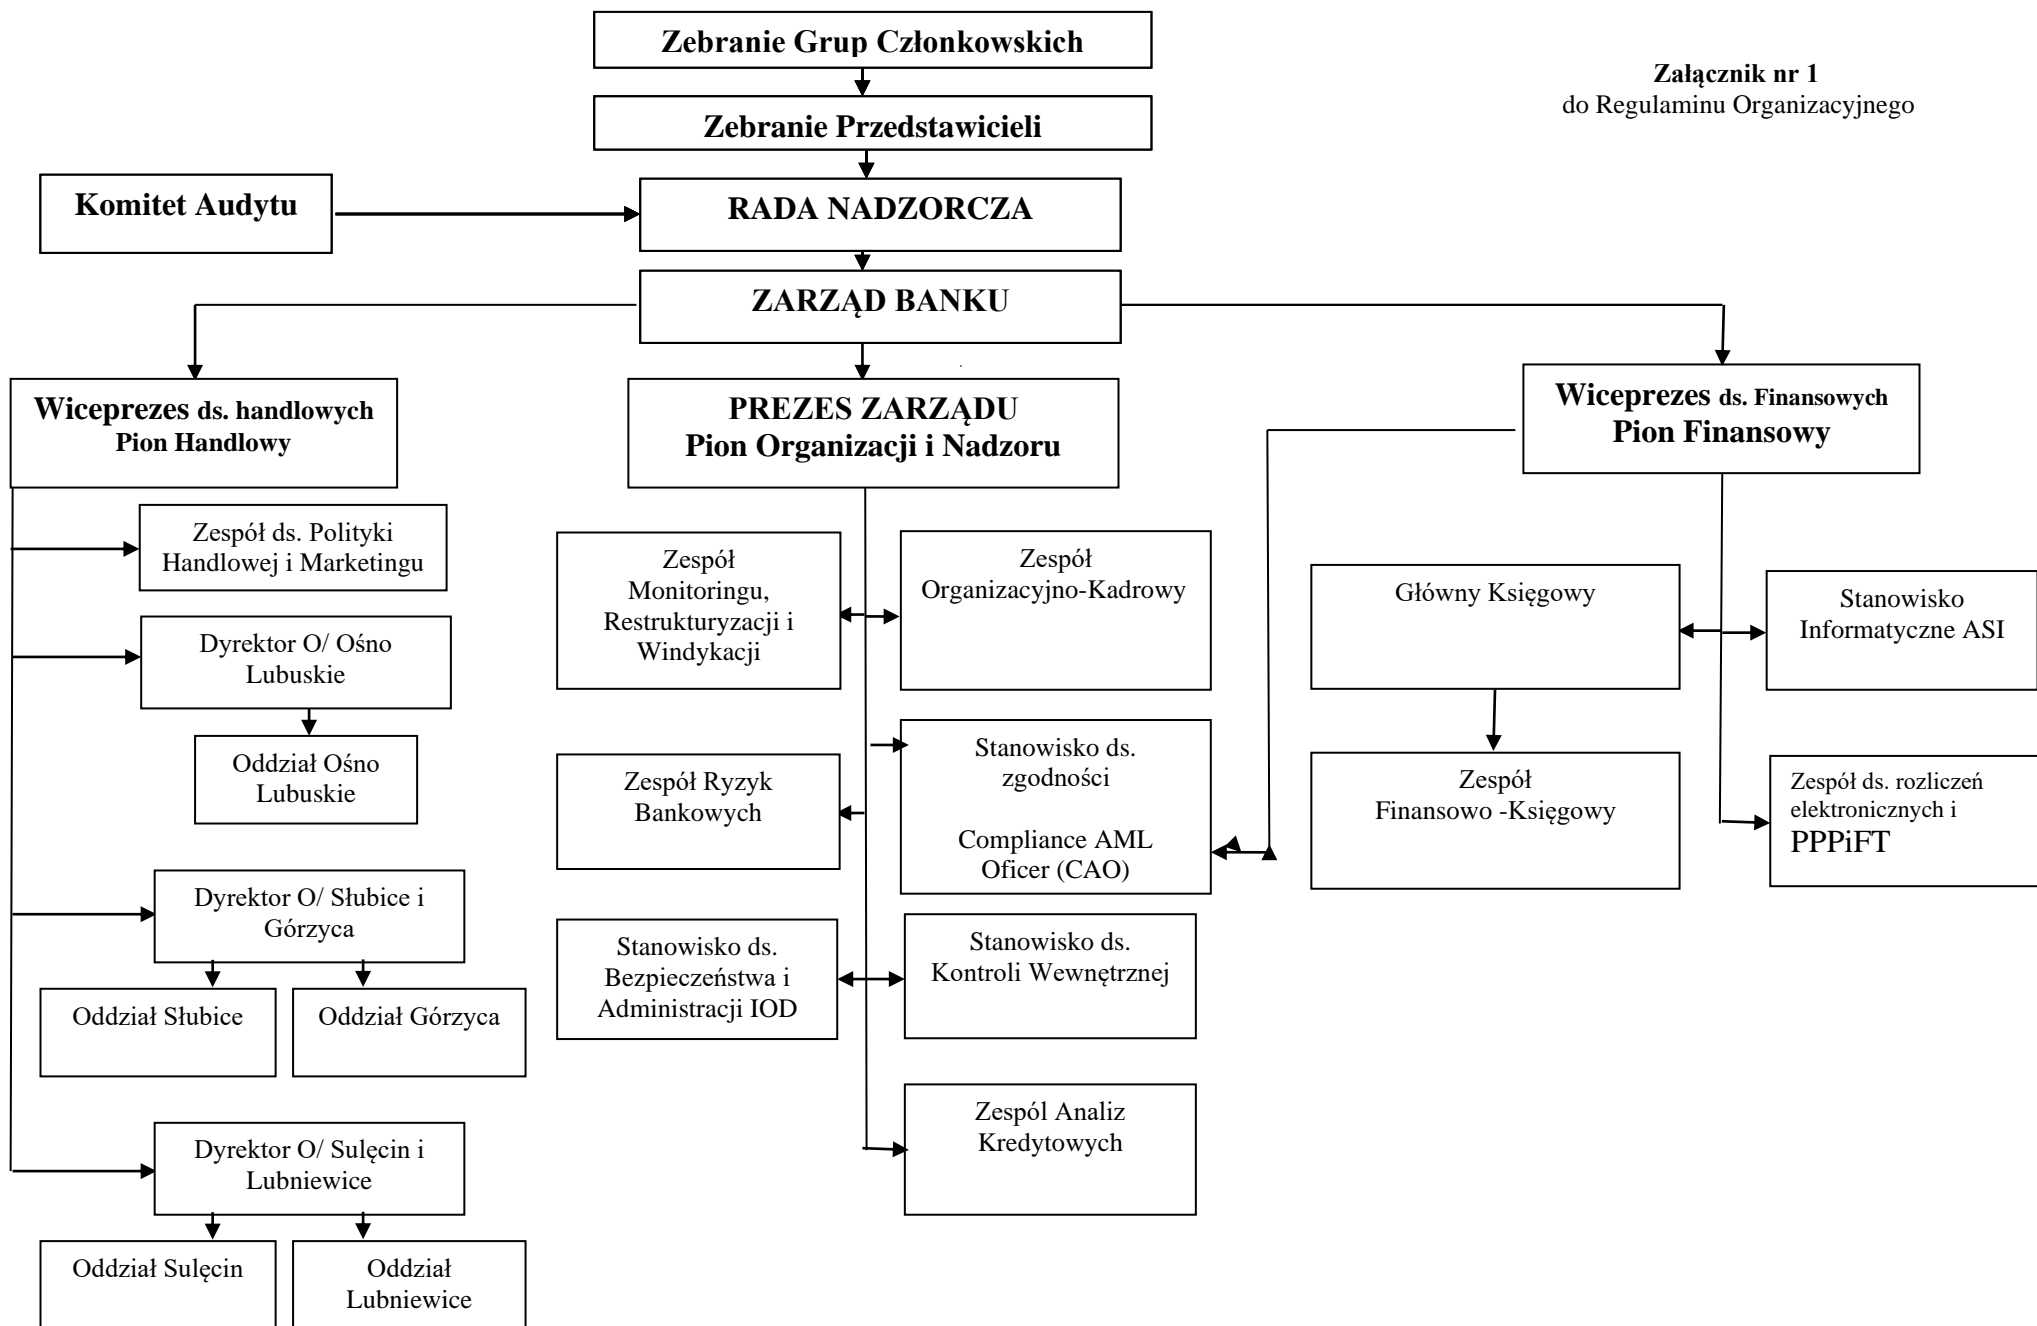 Zebranie Grup Członkowskich
Załącznik nr 1
do Regulaminu Organizacyjnego
Zebranie Przedstawicieli
Komitet Audytu
RADA NADZORCZA
ZARZĄD BANKU
Wiceprezes ds. handlowych
Pion Handlowy
PREZES ZARZĄDU
Pion Organizacji i Nadzoru
Wiceprezes ds. Finansowych
Pion Finansowy
Zespół ds. Polityki
Handlowej i Marketingu
Dyrektor O/ Ośno
Lubuskie
Oddział Ośno
Lubuskie
Dyrektor O/ Słubice i
Górzyca
Oddział Słubice
Oddział Górzyca
Dyrektor O/ Sulęcin i
Lubniewice
Oddział Sulęcin
Oddział
Lubniewice
Zespół
Monitoringu,
Restrukturyzacji i
Windykacji
Zespół
Organizacyjno-Kadrowy
Zespół Ryzyk
Bankowych
Stanowisko ds.
zgodności
Compliance AML
Oficer (CAO)
Stanowisko ds.
Bezpieczeństwa i
Administracji IOD
Stanowisko ds.
Kontroli Wewnętrznej
Zespól Analiz
Kredytowych
Główny Księgowy
Stanowisko
Informatyczne ASI
Zespół
Finansowo -Księgowy
Zespół ds. rozliczeń
elektronicznych i
PPPiFT